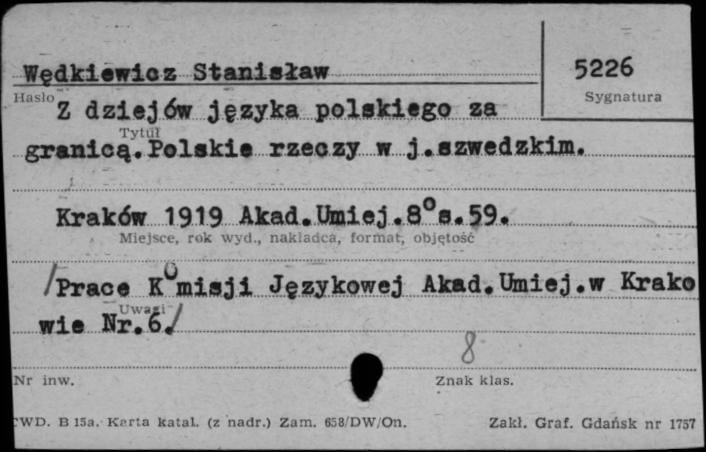 Wędkiewicz Stanisław
5226
Hasło
Sygnatura
Z dziejów języka polskiego za
Tytuł
granicą.Polskie rzeczy w j.szwedzkim.
Kraków 1919 Akad.Umiej.8⁰s.59.
Miejsce, rok wyd., nakładca, format, objętość
/Prace Komisji Językowej Akad.Umiej.w Krako
Uwagi
wie Nr.6./
8
Nr inw.
Znak klas.
CWD. B 15a. Karta katal. (z nadr.) Zam. 658/DW/On.
Zakł. Graf. Gdańsk nr 1757